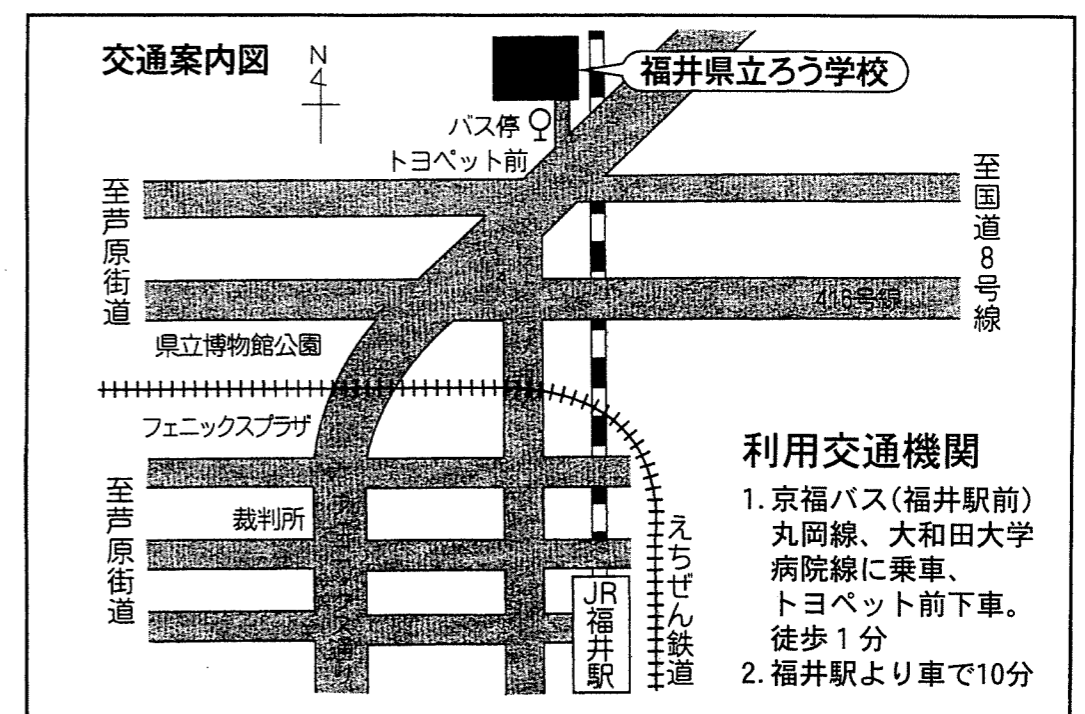 交通案内図
N
福井県立ろう学校
バス停
トヨペット前
至芦原街道
至国道8号線
416号線
県立博物館公園
フェニックスプラザ
至芦原街道
裁判所
えちぜん鉄道
JR福井駅
利用交通機関
1.京福バス(福井駅前)
丸岡線、大和田大学
病院線に乗車、
トヨペット前下車。
徒歩1分
2.福井駅より車で10分